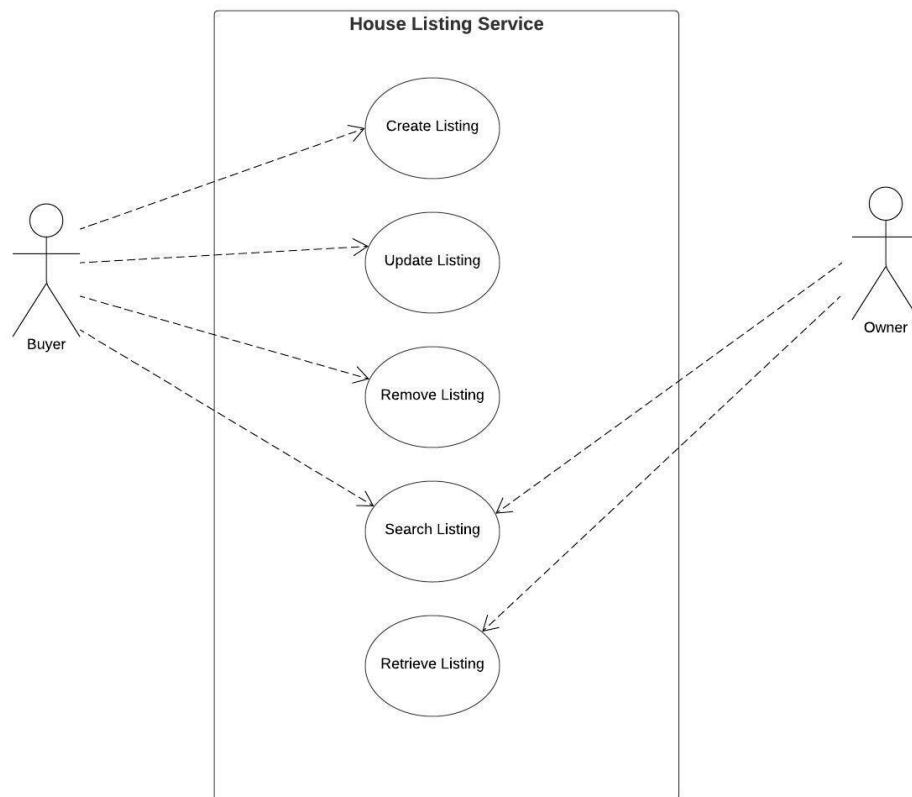 House Listing Service
Create Listing
Update Listing
Buyer
Owner
Remove Listing
Search Listing
Retrieve Listing